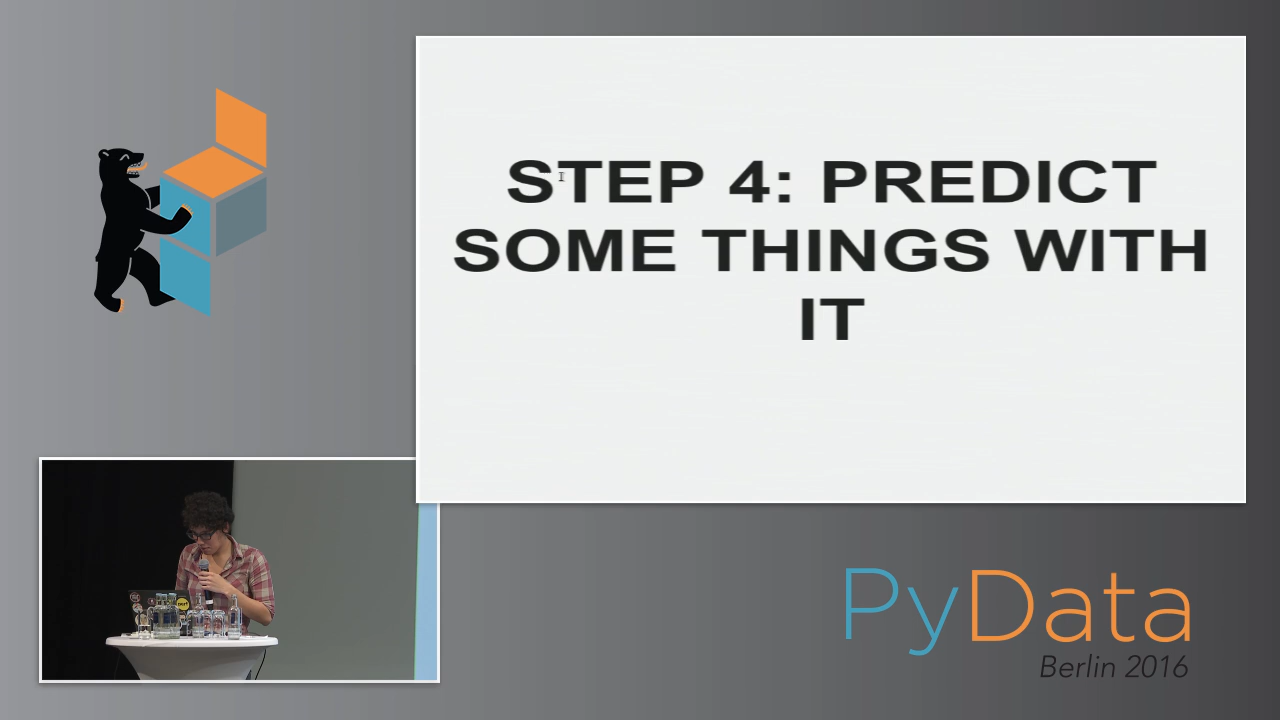 STEP 4: PREDICT
SOME THINGS WITH
IT
PyData
Berlin 2016